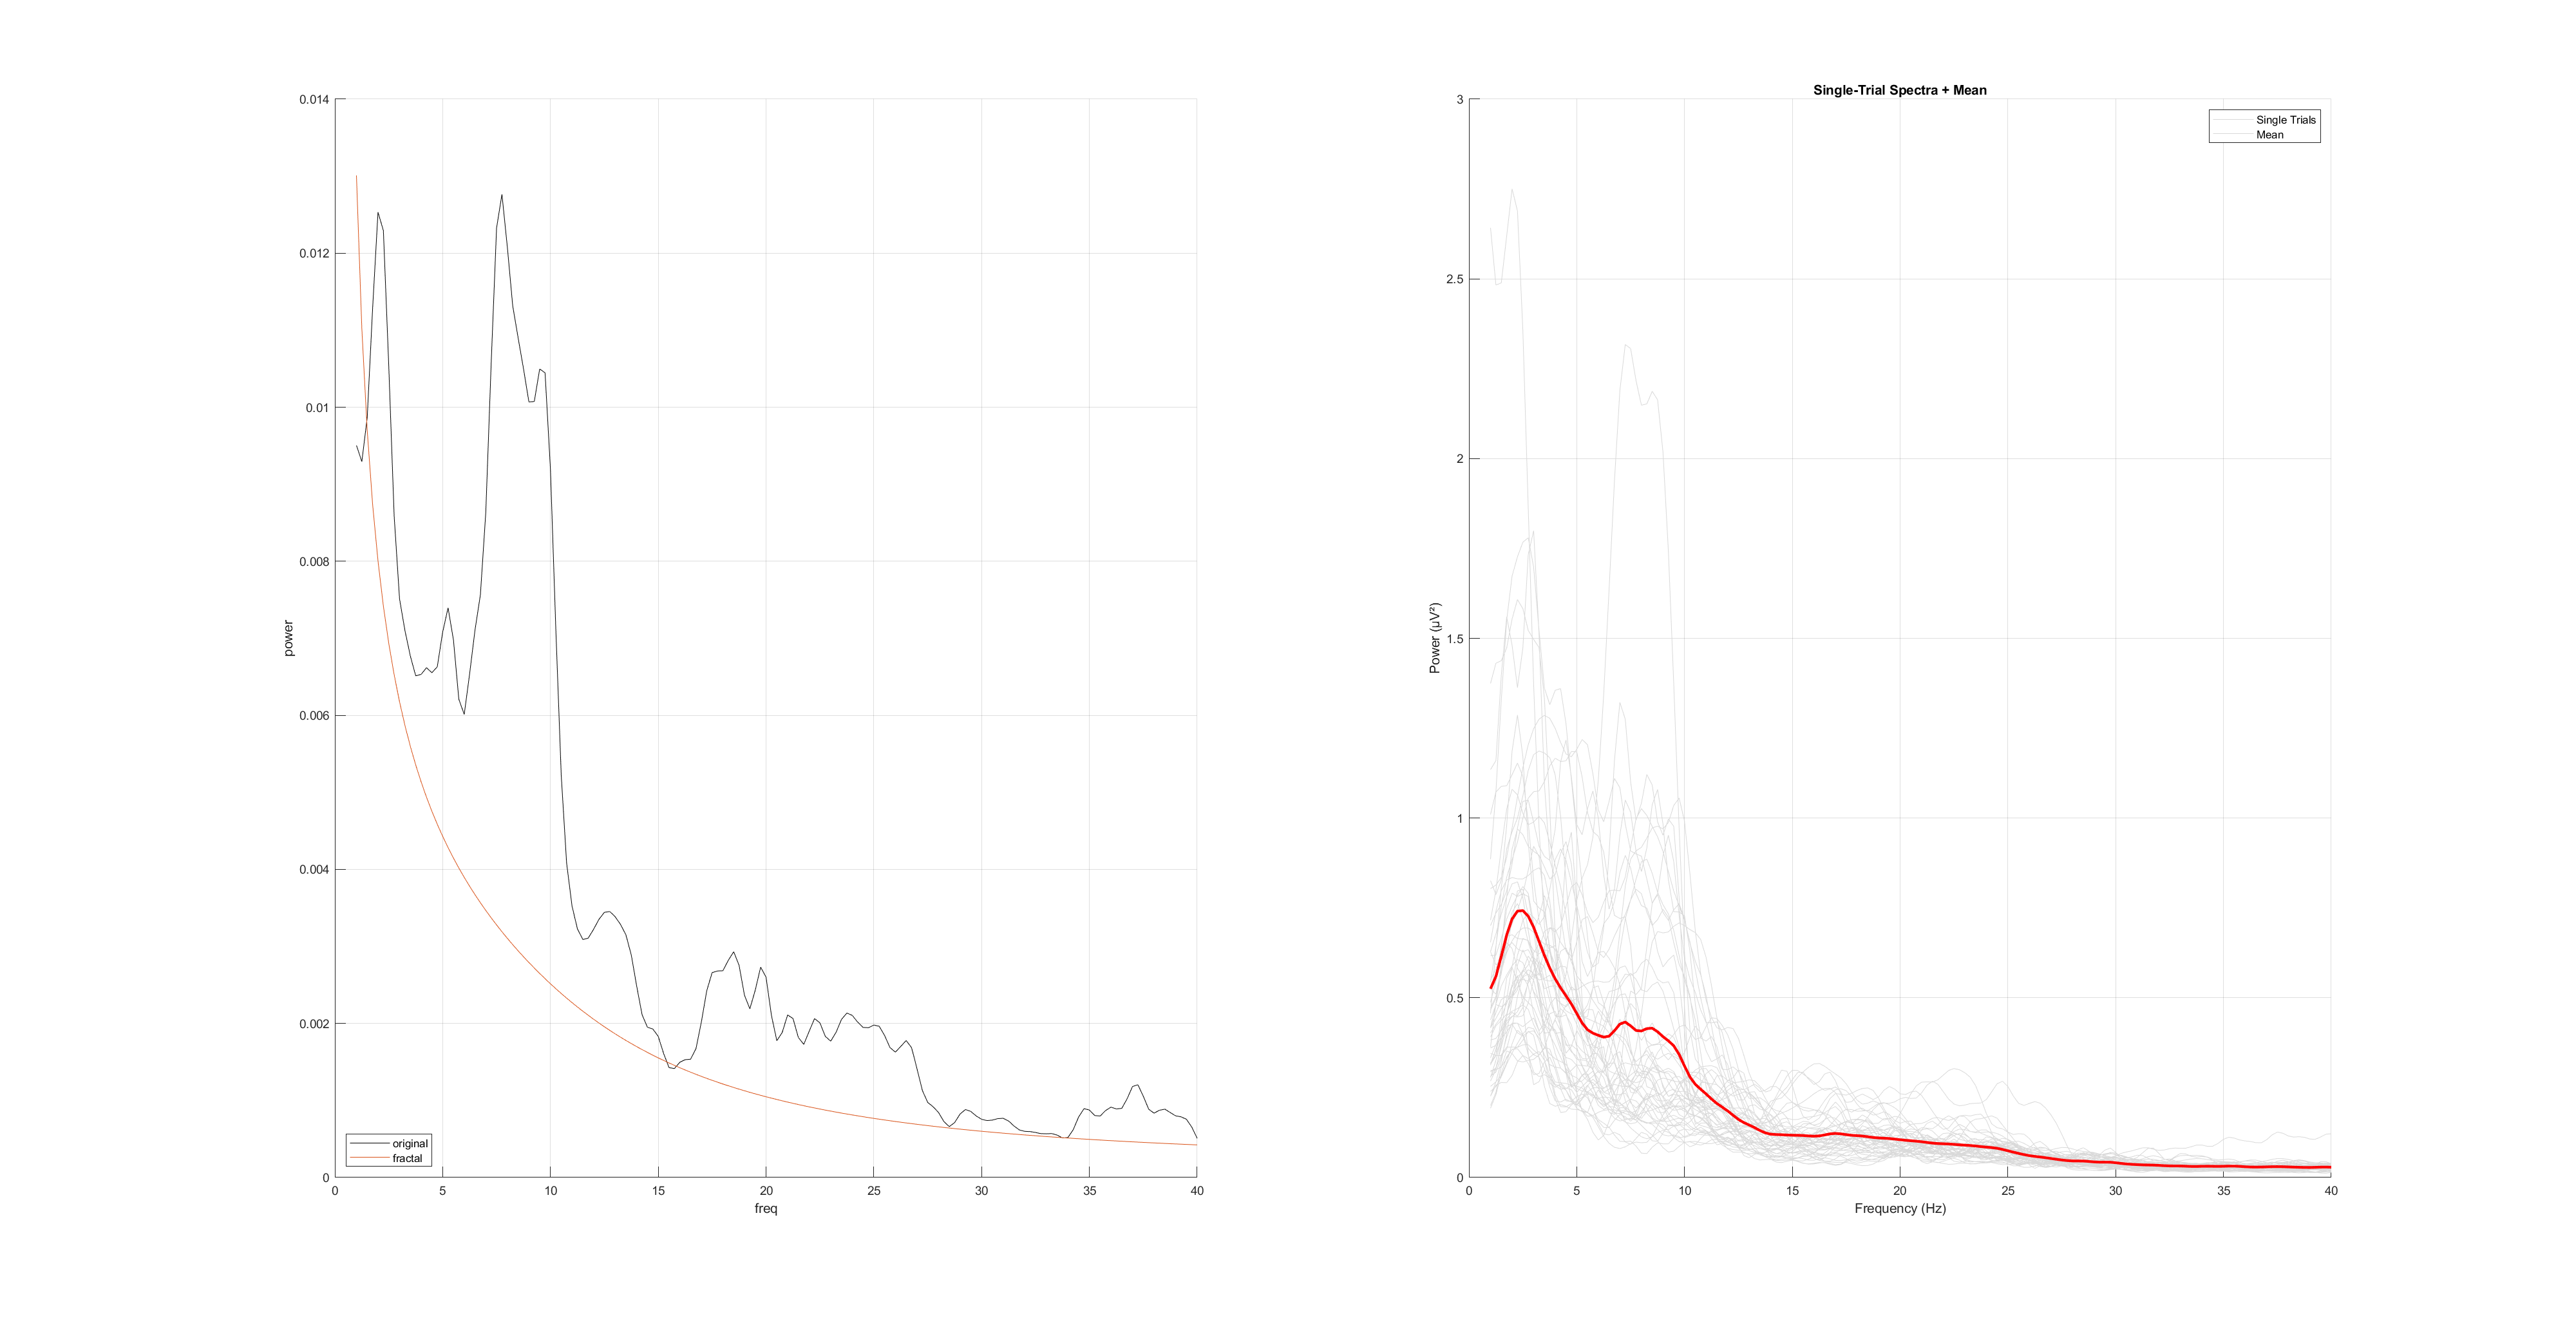 0.014
0.012
0.01
0.008
0.006
0.004
0.002
0
power
0 5 10 15 20 25 30 35 40
freq
original
fractal
Single-Trial Spectra + Mean
3
2.5
2
1.5
1
0.5
0
Power (µV²)
0 5 10 15 20 25 30 35 40
Frequency (Hz)
Single Trials
Mean